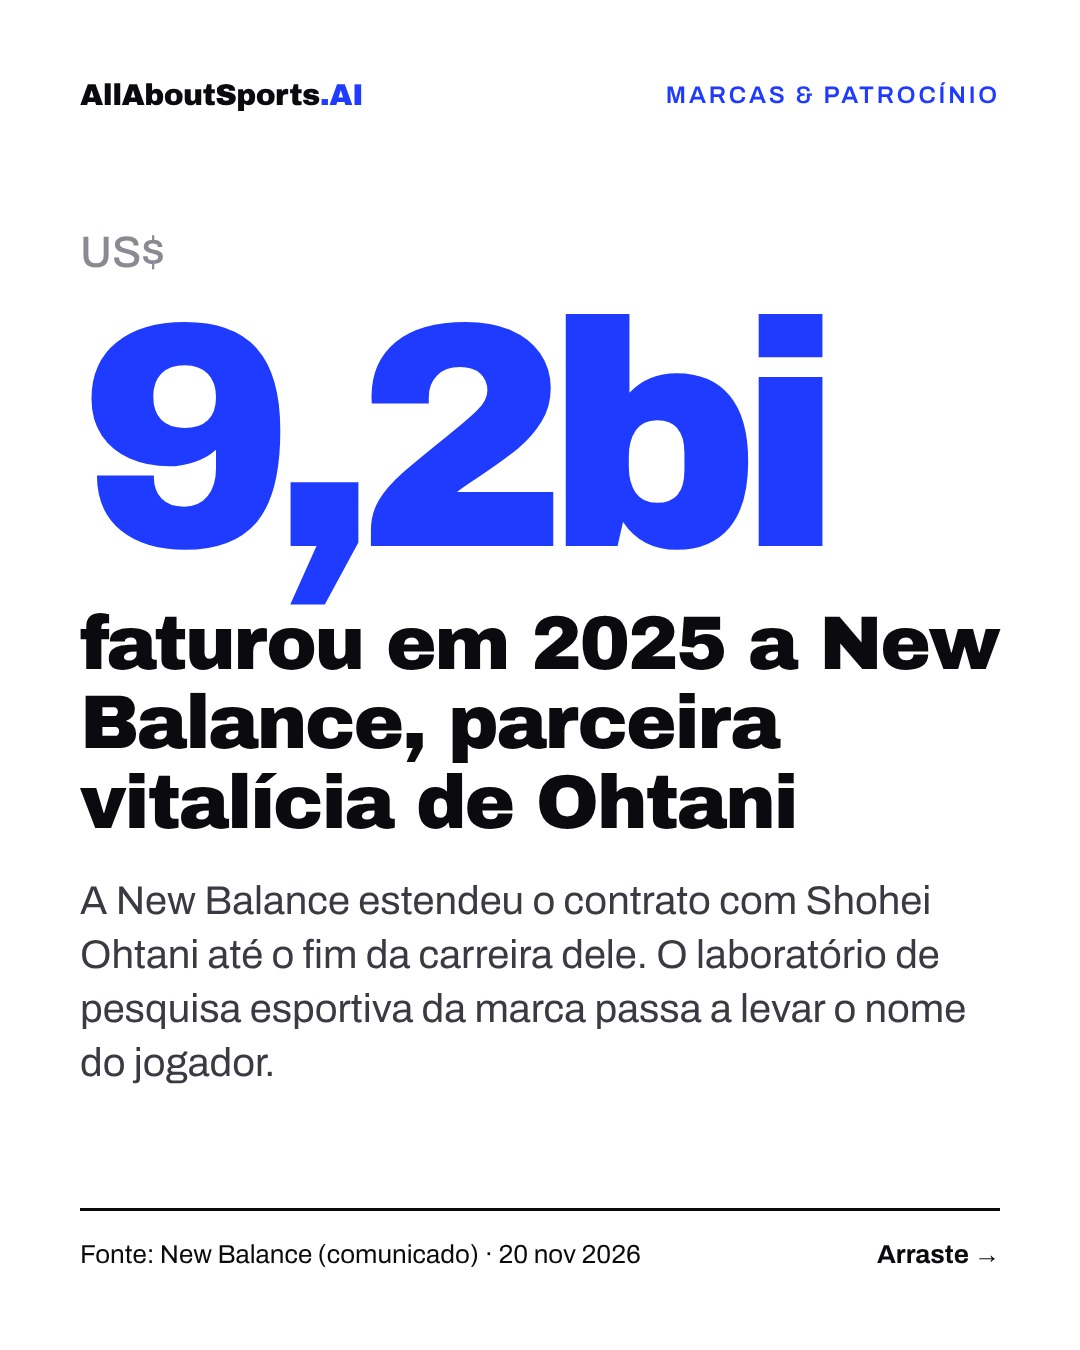 AllAboutSports.AI
MARCAS & PATROCÍNIO
US$
9,2bi
faturou em 2025 a New
Balance, parceira
vitalícia de Ohtani
A New Balance estendeu o contrato com Shohei
Ohtani até o fim da carreira dele. O laboratório de
pesquisa esportiva da marca passa a levar o nome
do jogador.
Fonte: New Balance (comunicado) · 20 nov 2026
Arraste →